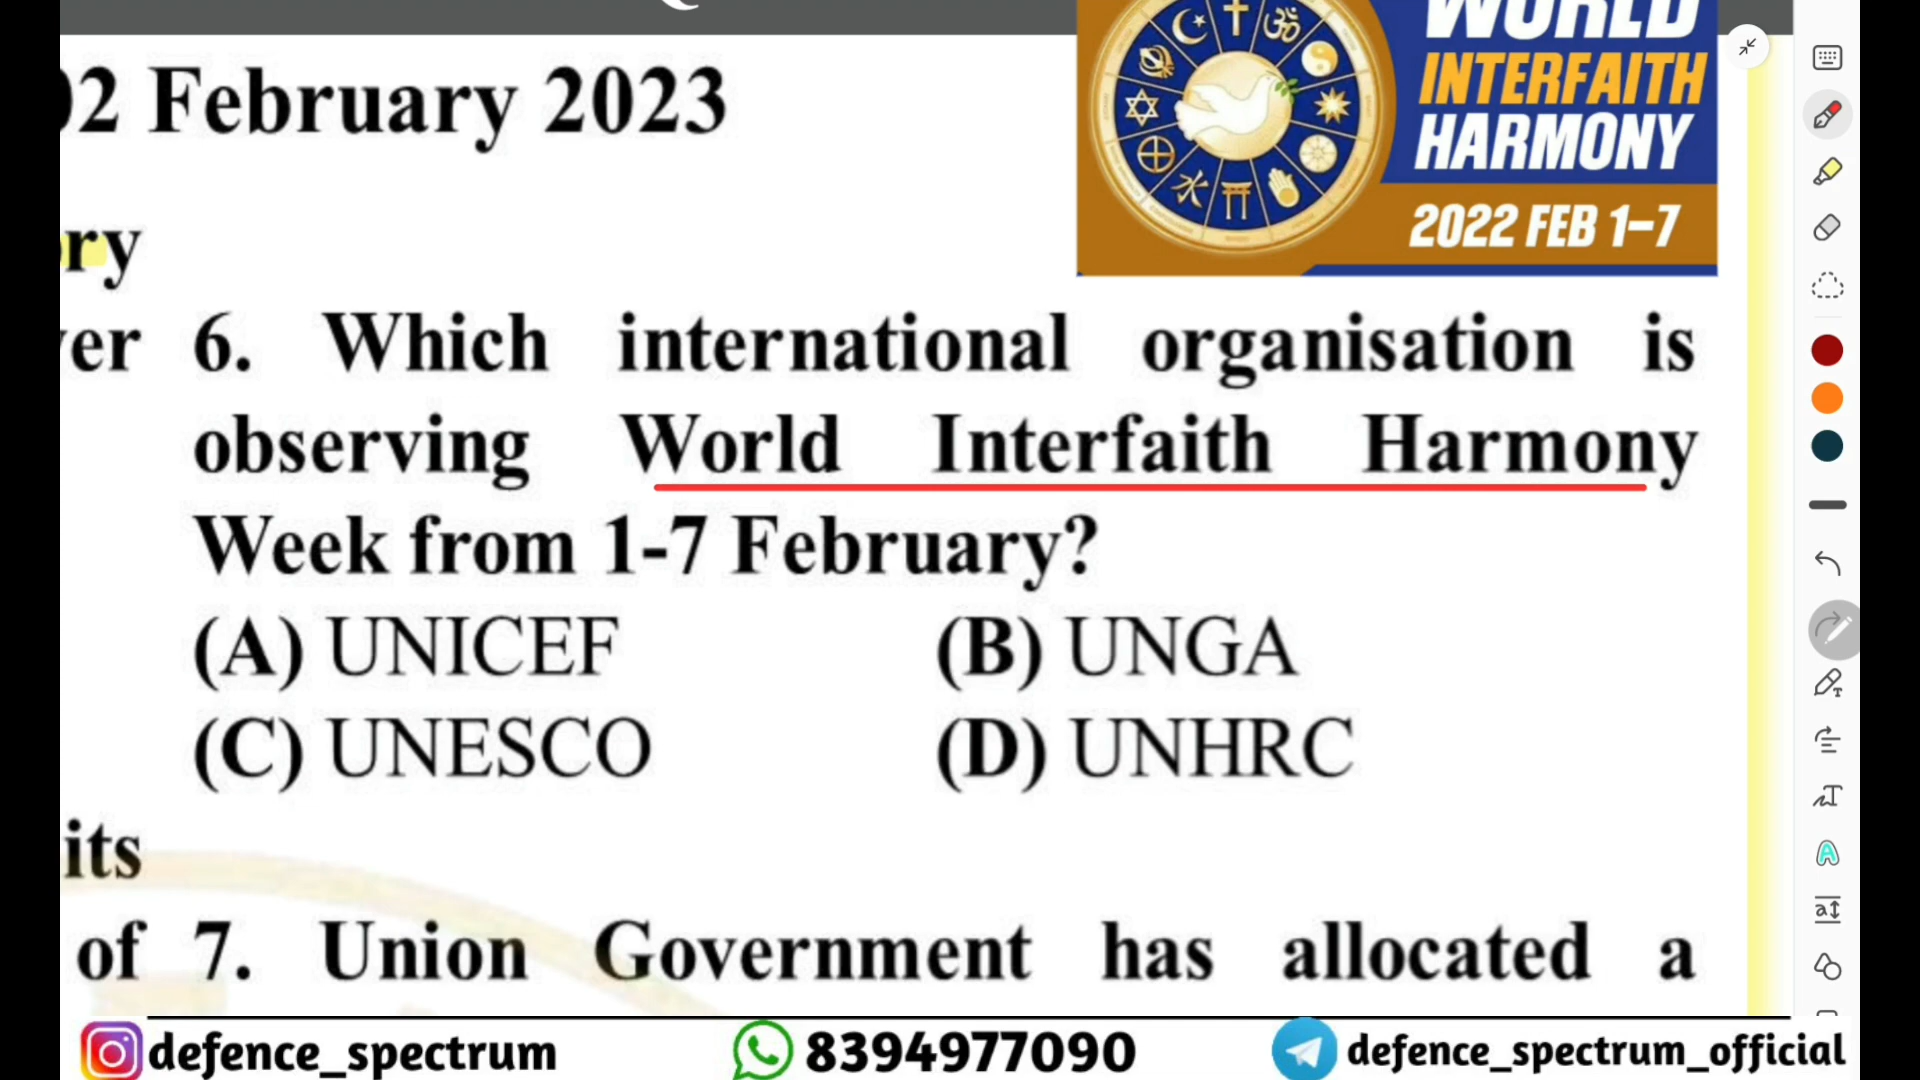 WORLD
INTERFAITH
HARMONY
2022 FEB 1-7
02 February 2023
ry
er
6. Which international organisation is
observing World Interfaith Harmony
Week from 1-7 February?
(A) UNICEF (B) UNGA
(C) UNESCO (D) UNHRC
its
of
7. Union Government has allocated a
defence_spectrum 8394977090 defence_spectrum_official